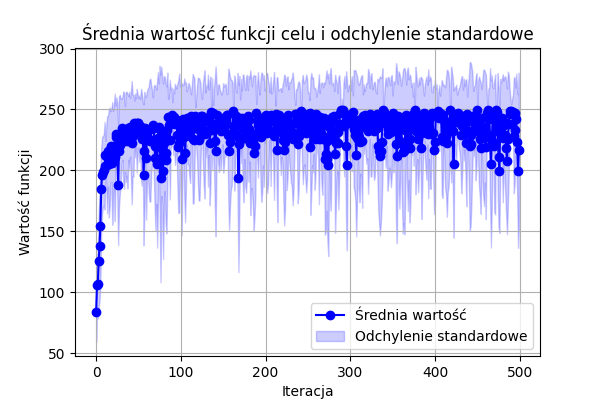 Średnia wartość funkcji celu i odchylenie standardowe
300
250
200
150
100
50
Wartość funkcji
Średnia wartość
Odchylenie standardowe
0 100 200 300 400 500
Iteracja